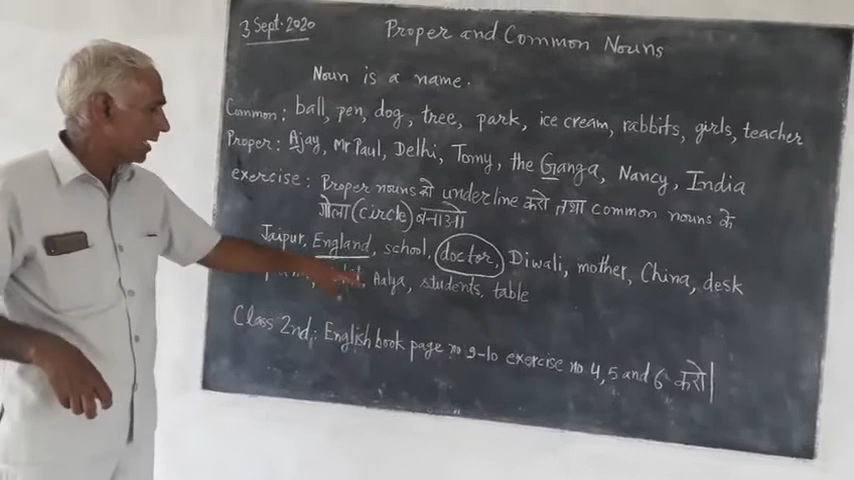 3 Sept. 2020
Proper and Common Nouns
Noun is a name.
Common: ball, pen, dog, tree, park, ice cream, rabbits, girls, teacher
Proper: Ajay, Mr Paul, Delhi, Tomy, the Ganga, Nancy, India
exercise: Proper nouns को underline करो तथा common nouns के
गोला (circle) बनाओ
Jaipur, England, school, doctor, Diwali, mother, China, desk
students, table
Class 2nd: English book page no 9-10 exercise no 4, 5 and 6 करो|